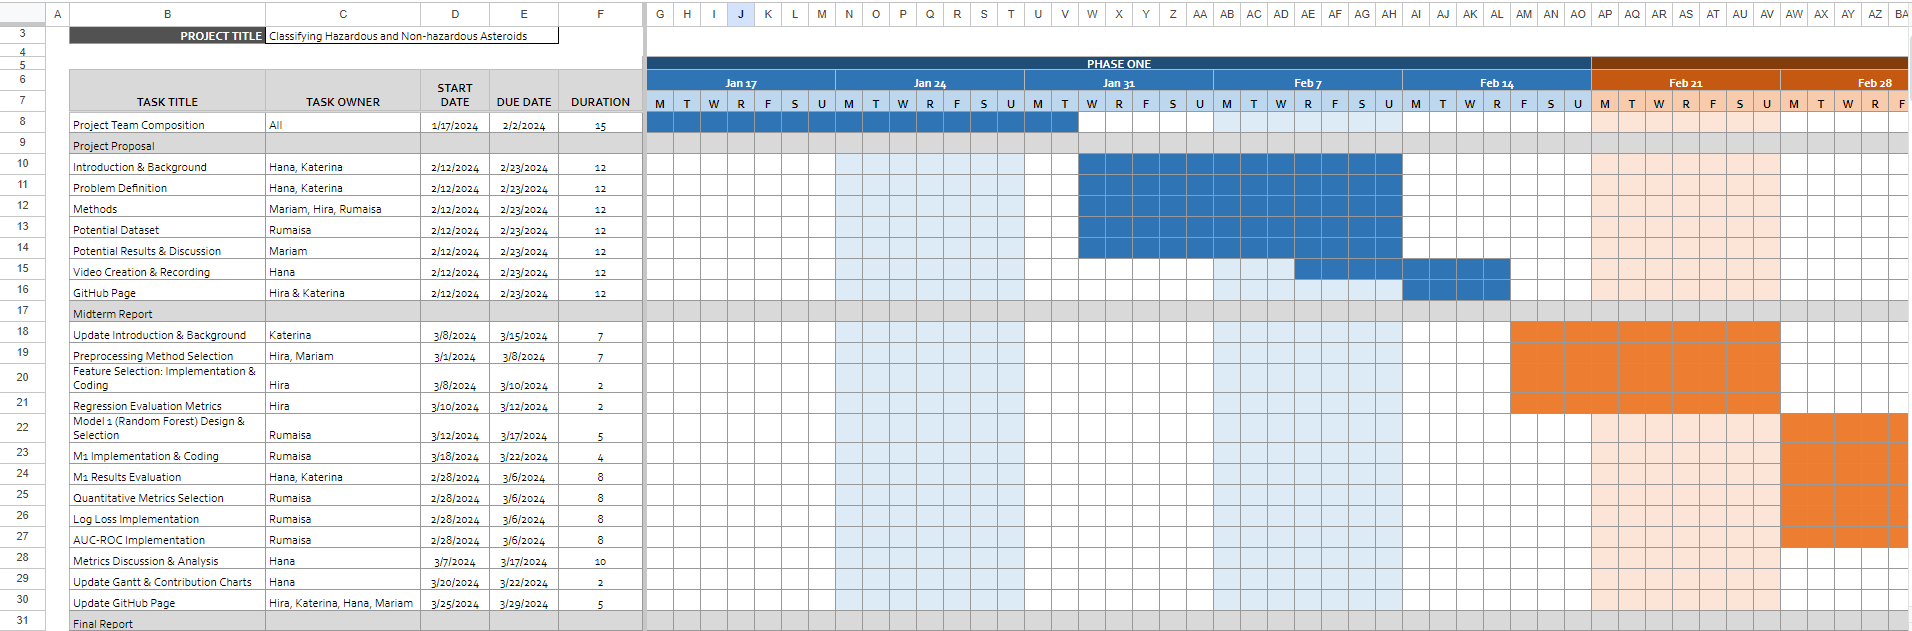 A B C D E F G H I J K L M N O P Q R S T U V W X Y Z AA AB AC AD AE AF AG AH AI AJ AK AL AM AN AO AP AQ AR AS AT AU AV AW AX AY AZ BA
3 PROJECT TITLE Classifying Hazardous and Non-hazardous Asteroids
4
5 PHASE ONE
6 Jan 17 Jan 24 Jan 31 Feb 7 Feb 14 Feb 21 Feb 28
7 TASK TITLE TASK OWNER START DATE DUE DATE DURATION M T W R F S U M T W R F S U M T W R F S U M T W R F S U M T W R F S U M T W R F S U M T W R F
8 Project Team Composition All 1/17/2024 2/2/2024 15
9 Project Proposal
10 Introduction & Background Hana, Katerina 2/12/2024 2/23/2024 12
11 Problem Definition Hana, Katerina 2/12/2024 2/23/2024 12
12 Methods Mariam, Hira, Rumaisa 2/12/2024 2/23/2024 12
13 Potential Dataset Rumaisa 2/12/2024 2/23/2024 12
14 Potential Results & Discussion Mariam 2/12/2024 2/23/2024 12
15 Video Creation & Recording Hana 2/12/2024 2/23/2024 12
16 GitHub Page Hira & Katerina 2/12/2024 2/23/2024 12
17 Midterm Report
18 Update Introduction & Background Katerina 3/8/2024 3/15/2024 7
19 Preprocessing Method Selection Hira, Mariam 3/1/2024 3/8/2024 7
20 Feature Selection: Implementation & Coding Hira 3/8/2024 3/10/2024 2
21 Regression Evaluation Metrics Hira 3/10/2024 3/12/2024 2
22 Model 1 (Random Forest) Design & Selection Rumaisa 3/12/2024 3/17/2024 5
23 M1 Implementation & Coding Rumaisa 3/18/2024 3/22/2024 4
24 M1 Results Evaluation Hana, Katerina 2/28/2024 3/6/2024 8
25 Quantitative Metrics Selection Rumaisa 2/28/2024 3/6/2024 8
26 Log Loss Implementation Rumaisa 2/28/2024 3/6/2024 8
27 AUC-ROC Implementation Rumaisa 2/28/2024 3/6/2024 8
28 Metrics Discussion & Analysis Hana 3/7/2024 3/17/2024 10
29 Update Gantt & Contribution Charts Hana 3/20/2024 3/22/2024 2
30 Update GitHub Page Hira, Katerina, Hana, Mariam 3/25/2024 3/29/2024 5
31 Final Report